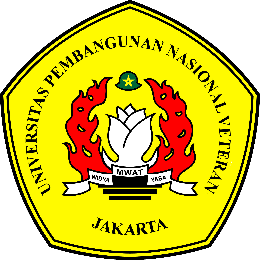 UNIVERSITAS PEMBANGUNAN NASIONAL VETERAN
WIDYA MWAT YASA
JAKARTA